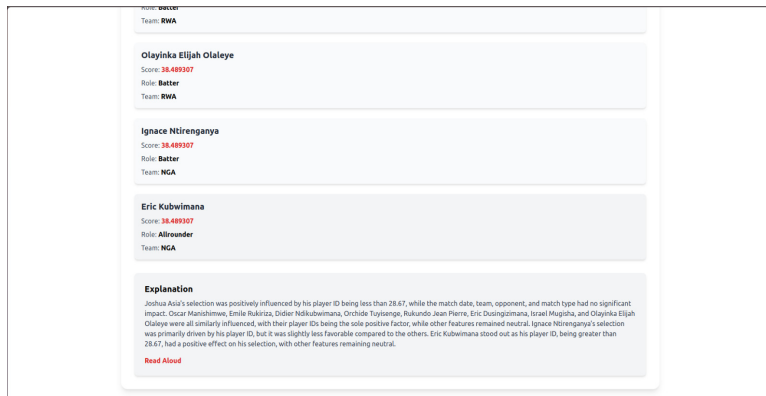 Role: Batter
Team: RWA
Olayinka Elijah Olaleye
Score: 38.489307
Role: Batter
Team: RWA
Ignace Ntirenganya
Score: 38.489307
Role: Batter
Team: NGA
Eric Kubwimana
Score: 38.489307
Role: Allrounder
Team: NGA
Explanation
Joshua Asia's selection was positively influenced by his player ID being less than 28.67, while the match date, team, opponent, and match type had no significant
impact. Oscar Manishimwe, Emile Rukiriza, Didier Ndikubwimana, Orchide Tuyisenge, Rukundo Jean Pierre, Eric Dusingizimana, Israel Mugisha, and Olayinka Elijah
Olaleye were all similarly influenced, with their player IDs being the sole positive factor, while other features remained neutral. Ignace Ntirenganya's selection
was primarily driven by his player ID, but it was slightly less favorable compared to the others. Eric Kubwimana stood out as his player ID, being greater than
28.67, had a positive effect on his selection, with other features remaining neutral.
Read Aloud